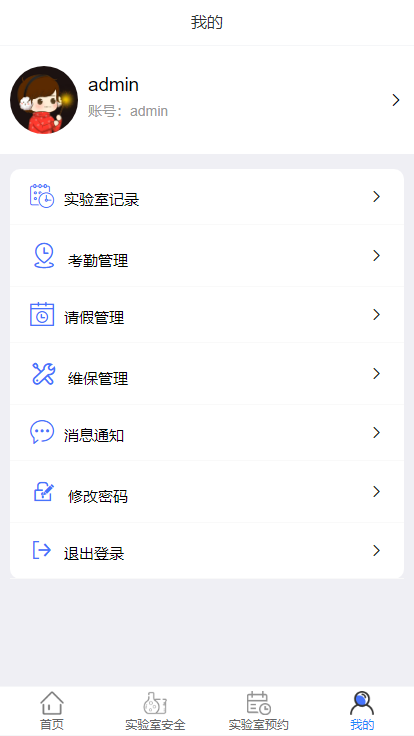 我的
admin
账号：admin
实验室记录
考勤管理
请假管理
维保管理
消息通知
修改密码
退出登录
首页
实验室安全
实验室预约
我的